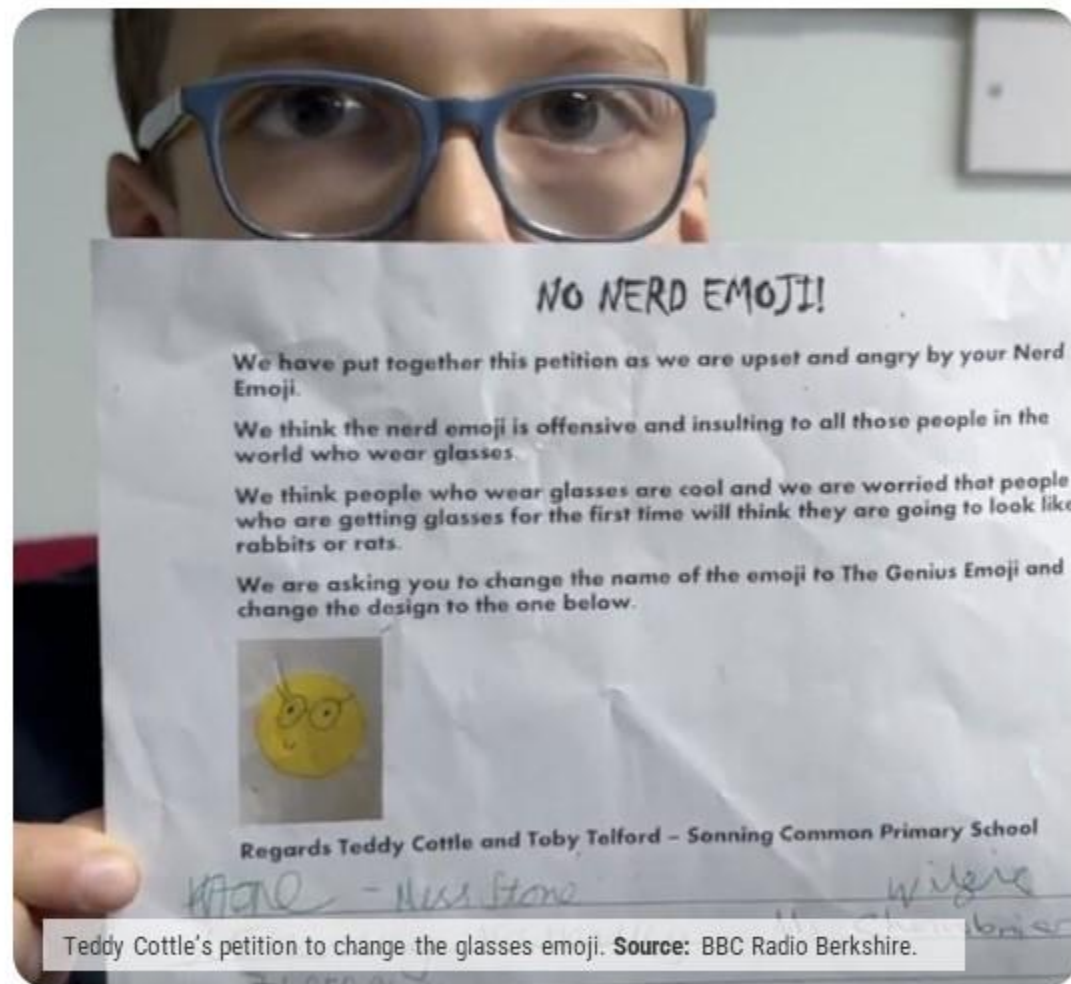 NO NERD EMOJI!
We have put together this petition as we are upset and angry by your Nerd
Emoji.
We think the nerd emoji is offensive and insulting to all those people in the
world who wear glasses.
We think people who wear glasses are cool and we are worried that people
who are getting glasses for the first time will think they are going to look like
rabbits or rats.
We are asking you to change the name of the emoji to The Genius Emoji and
change the design to the one below.
Regards Teddy Cottle and Toby Telford – Sonning Common Primary School
- Miss Stone
Teddy Cottle's petition to change the glasses emoji. Source: BBC Radio Berkshire.